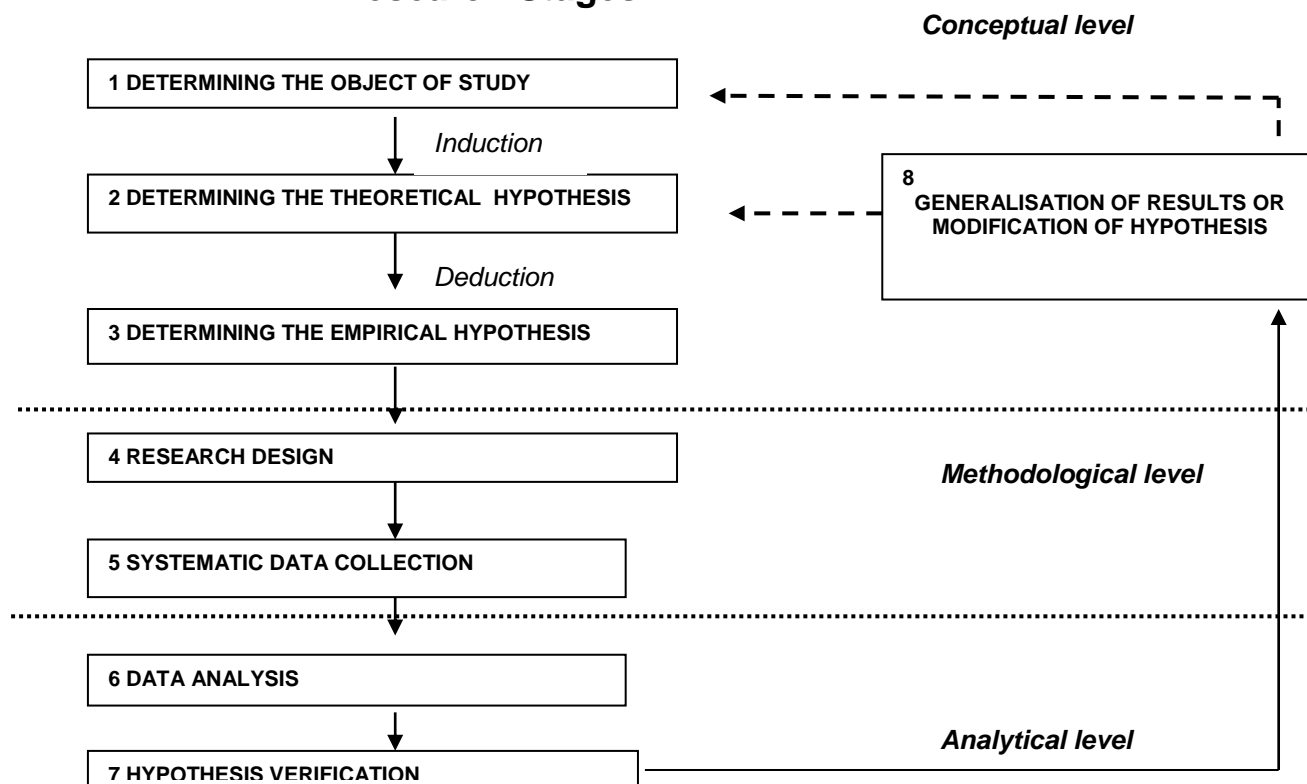 Conceptual level
1 DETERMINING THE OBJECT OF STUDY
Induction
2 DETERMINING THE THEORETICAL HYPOTHESIS
8
GENERALISATION OF RESULTS OR
MODIFICATION OF HYPOTHESIS
Deduction
3 DETERMINING THE EMPIRICAL HYPOTHESIS
4 RESEARCH DESIGN
Methodological level
5 SYSTEMATIC DATA COLLECTION
6 DATA ANALYSIS
Analytical level
7 HYPOTHESIS VERIFICATION